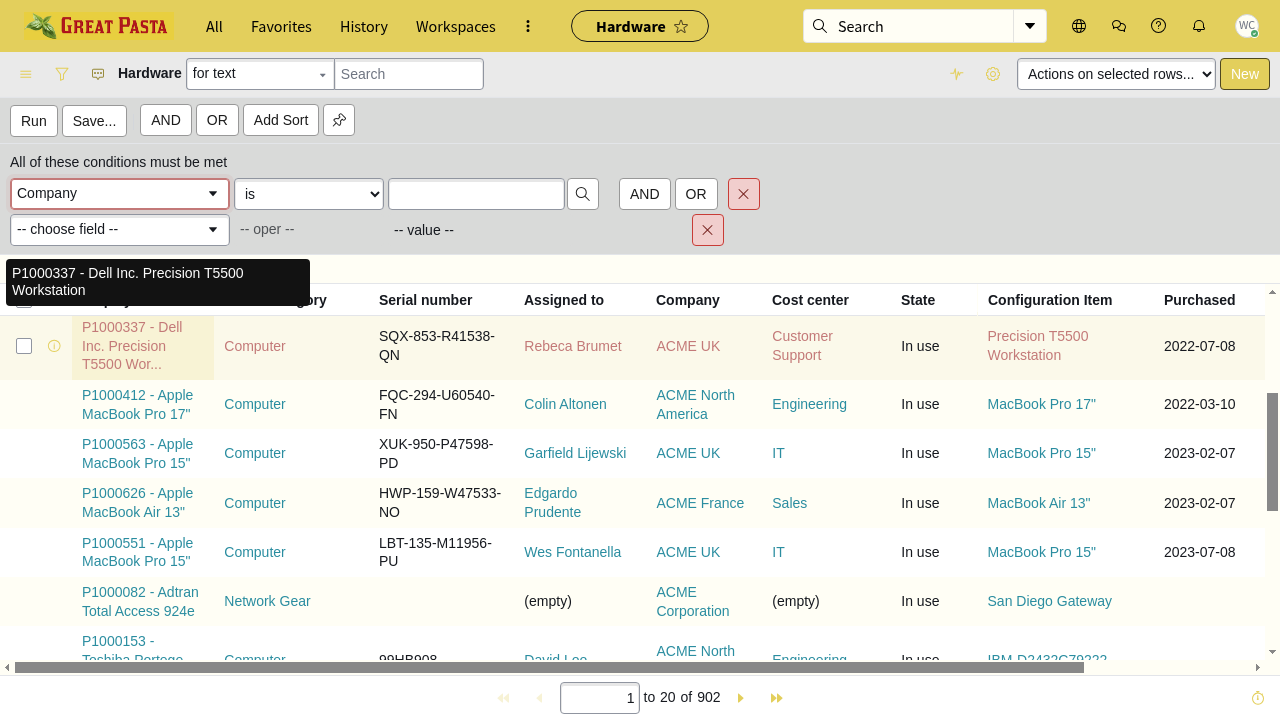 GREAT PASTA All Favorites History Workspaces Hardware Search WC
Hardware for text Search Actions on selected rows... New
Run Save... AND OR Add Sort
All of these conditions must be met
Company is AND OR
-- choose field -- -- oper -- -- value --
P1000337 - Dell Inc. Precision T5500
Workstation
Serial number Assigned to Company Cost center State Configuration Item Purchased
P1000337 - Dell
Inc. Precision
T5500 Wor...
Computer
SQX-853-R41538-
QN
Rebeca Brumet
ACME UK
Customer
Support
In use
Precision T5500
Workstation
2022-07-08
P1000412 - Apple
MacBook Pro 17"
Computer
FQC-294-U60540-
FN
Colin Altonen
ACME North
America
Engineering
In use
MacBook Pro 17"
2022-03-10
P1000563 - Apple
MacBook Pro 15"
Computer
XUK-950-P47598-
PD
Garfield Lijewski
ACME UK
IT
In use
MacBook Pro 15"
2023-02-07
P1000626 - Apple
MacBook Air 13"
Computer
HWP-159-W47533-
NO
Edgardo
Prudente
ACME France
Sales
In use
MacBook Air 13"
2023-02-07
P1000551 - Apple
MacBook Pro 15"
Computer
LBT-135-M11956-
PU
Wes Fontanella
ACME UK
IT
In use
MacBook Pro 15"
2023-07-08
P1000082 - Adtran
Total Access 924e
Network Gear
(empty)
ACME
Corporation
(empty)
In use
San Diego Gateway
P1000153 -
Toshiba Portege
Computer
99HB908
David Loo
ACME North
Engineering
In use
IBM-D2432C79222
1 to 20 of 902